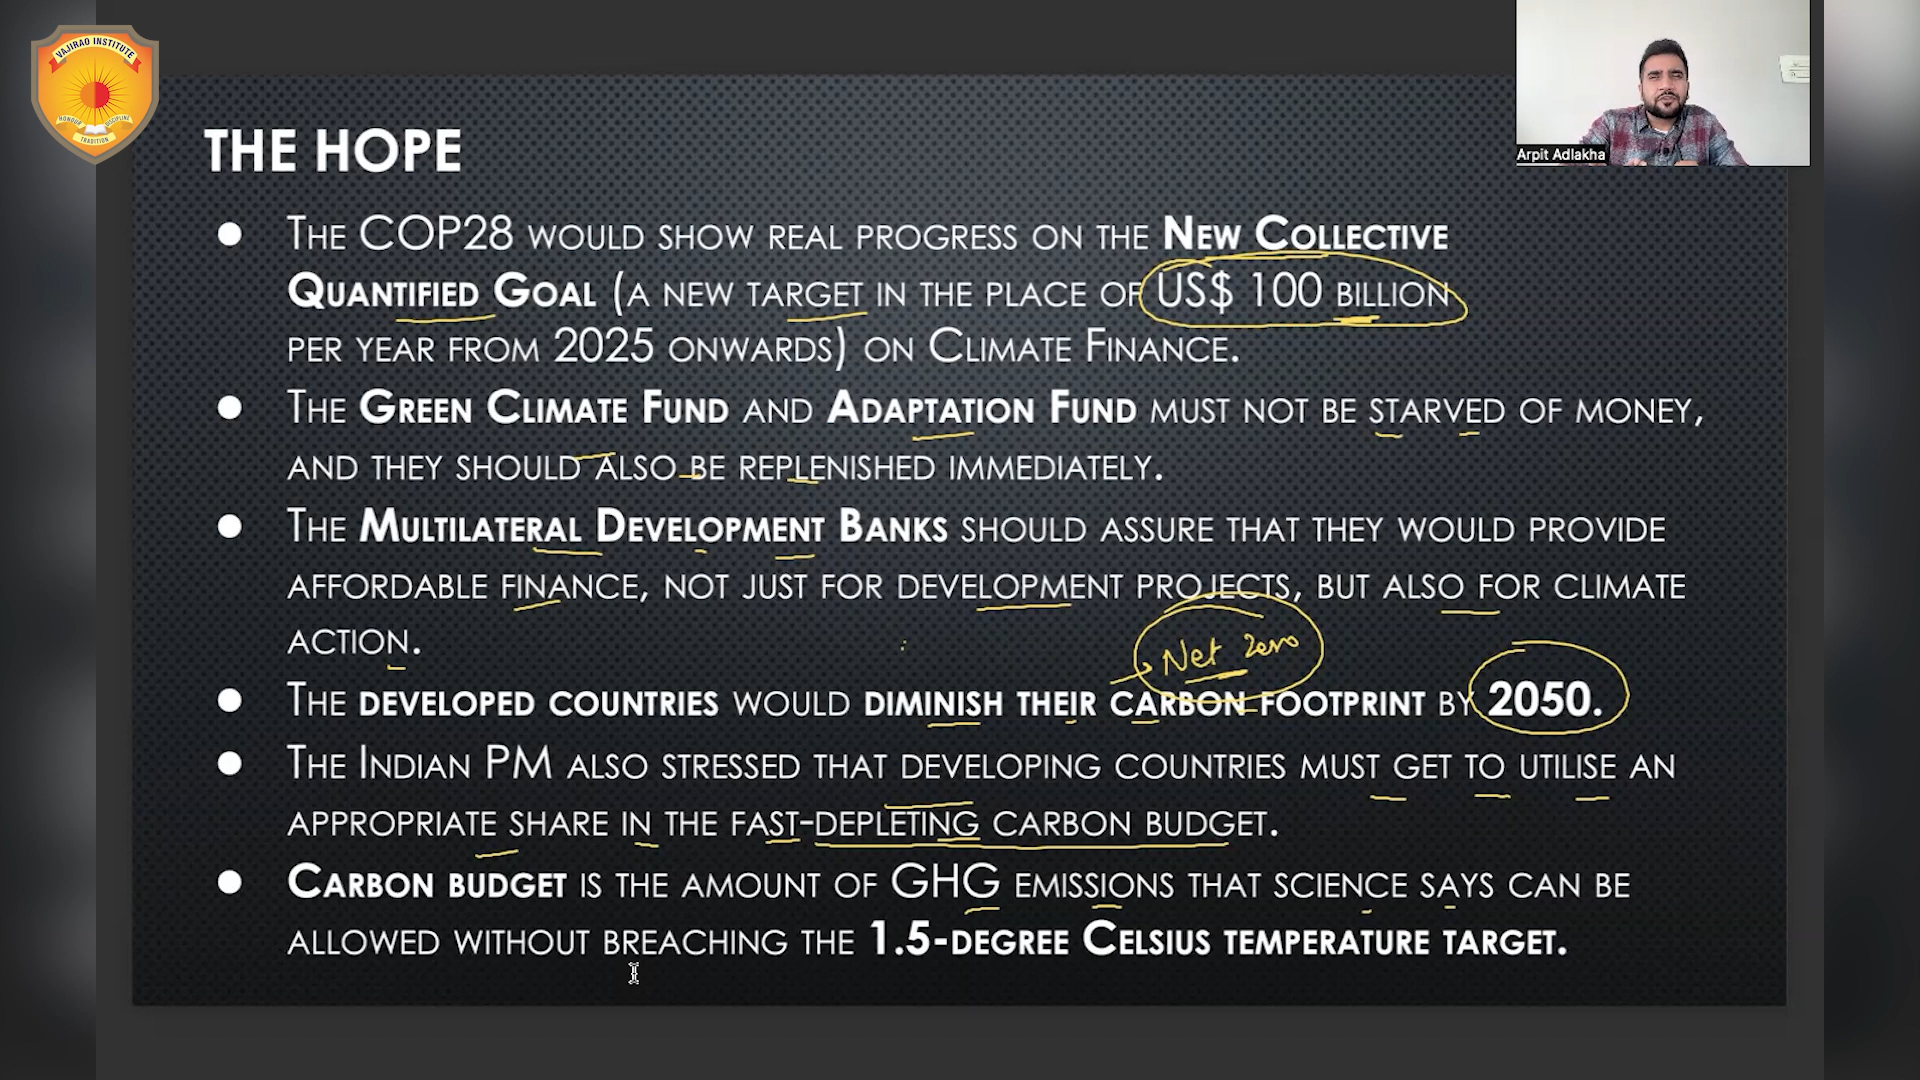 VAJIRAO INSTITUTE
HONOUR DISCIPLINE
TRADITION
Arpit Adlakha
THE HOPE
● THE COP28 WOULD SHOW REAL PROGRESS ON THE NEW COLLECTIVE
QUANTIFIED GOAL (A NEW TARGET IN THE PLACE OF US$ 100 BILLION
PER YEAR FROM 2025 ONWARDS) ON CLIMATE FINANCE.
● THE GREEN CLIMATE FUND AND ADAPTATION FUND MUST NOT BE STARVED OF MONEY,
AND THEY SHOULD ALSO BE REPLENISHED IMMEDIATELY.
● THE MULTILATERAL DEVELOPMENT BANKS SHOULD ASSURE THAT THEY WOULD PROVIDE
AFFORDABLE FINANCE, NOT JUST FOR DEVELOPMENT PROJECTS, BUT ALSO FOR CLIMATE
ACTION.
Net Zero
● THE DEVELOPED COUNTRIES WOULD DIMINISH THEIR CARBON FOOTPRINT BY 2050.
● THE INDIAN PM ALSO STRESSED THAT DEVELOPING COUNTRIES MUST GET TO UTILISE AN
APPROPRIATE SHARE IN THE FAST-DEPLETING CARBON BUDGET.
● CARBON BUDGET IS THE AMOUNT OF GHG EMISSIONS THAT SCIENCE SAYS CAN BE
ALLOWED WITHOUT BREACHING THE 1.5-DEGREE CELSIUS TEMPERATURE TARGET.